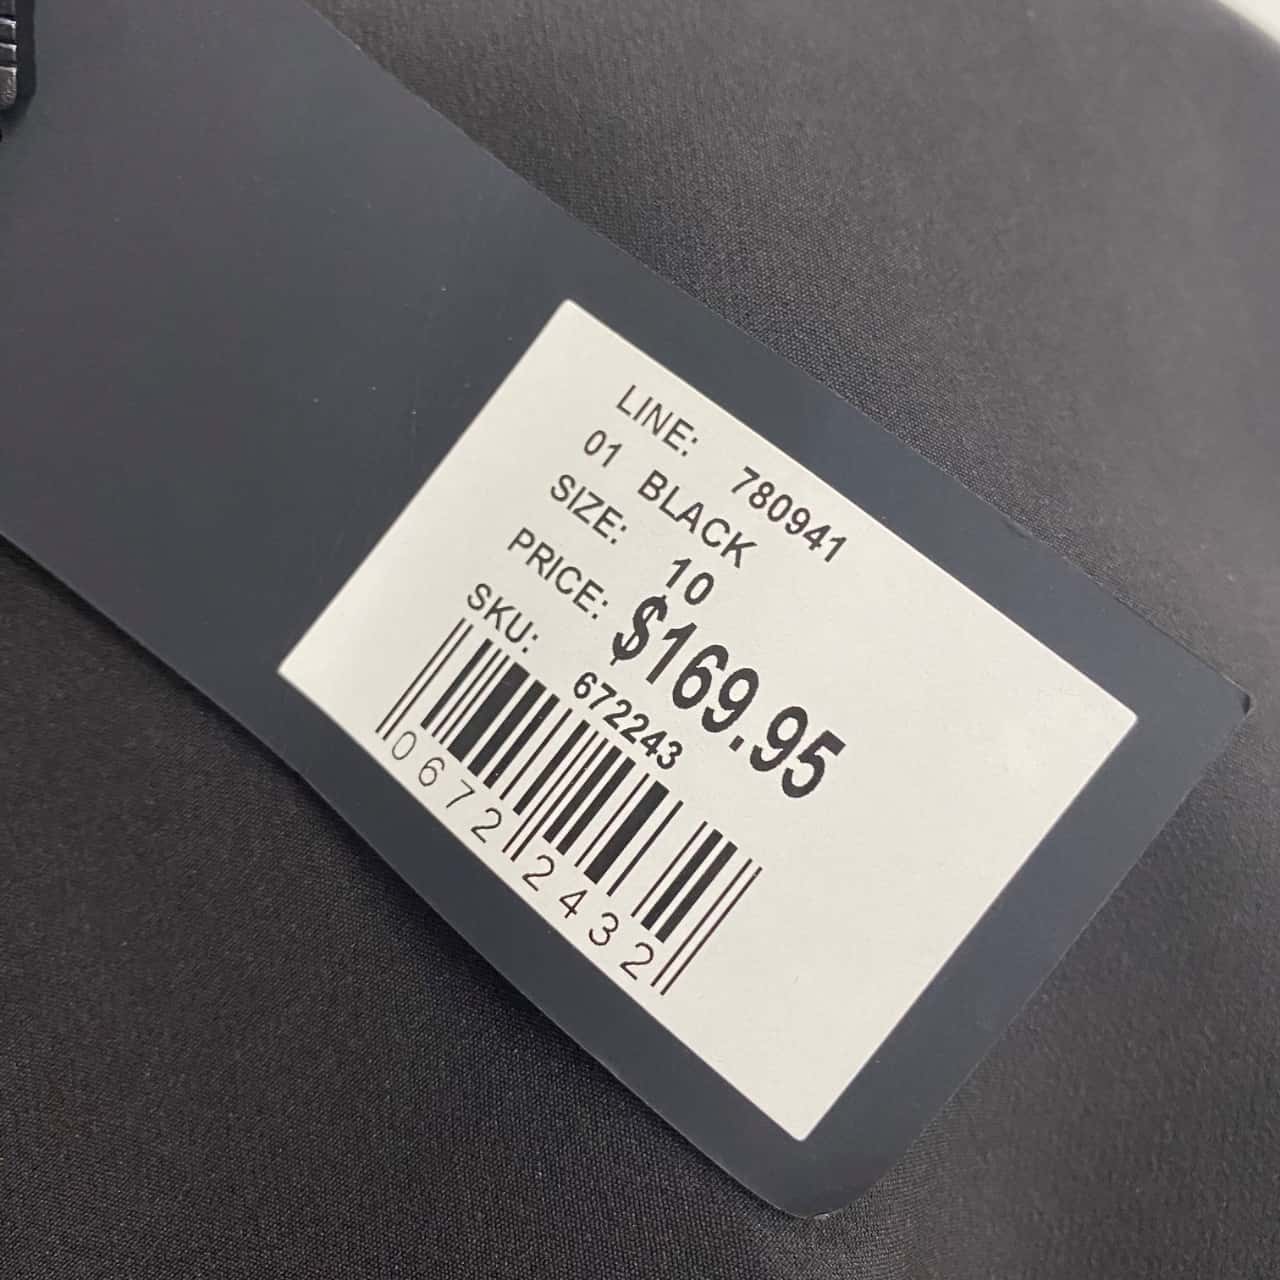 LINE: 780941
01 BLACK
SIZE: 10
PRICE: $169.95
SKU: 672243
0672 2432